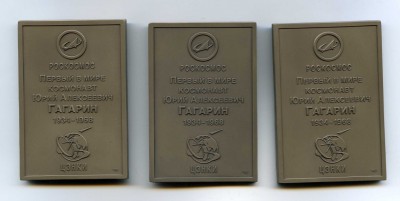 РОСКОСМОС
ПЕРВЫЙ В МИРЕ
КОСМОНАВТ
ЮРИЙ АЛЕКСЕЕВИЧ
ГАГАРИН
1934–1968
ЦЭНКИ
РОСКОСМОС
ПЕРВЫЙ В МИРЕ
КОСМОНАВТ
ЮРИЙ АЛЕКСЕЕВИЧ
ГАГАРИН
1934–1968
ЦЭНКИ
РОСКОСМОС
ПЕРВЫЙ В МИРЕ
КОСМОНАВТ
ЮРИЙ АЛЕКСЕЕВИЧ
ГАГАРИН
1934–1968
ЦЭНКИ